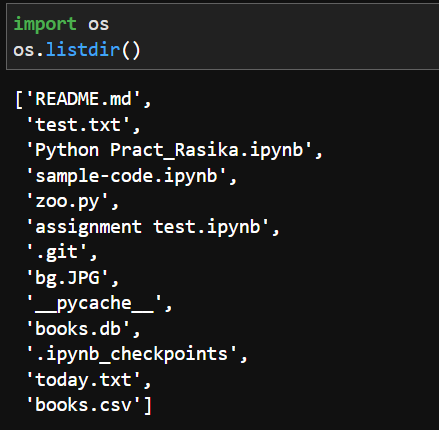 import os
os.listdir()
['README.md',
'test.txt',
'Python Pract_Rasika.ipynb',
'sample-code.ipynb',
'zoo.py',
'assignment test.ipynb',
'.git',
'bg.JPG',
'__pycache__',
'books.db',
'.ipynb_checkpoints',
'today.txt',
'books.csv']